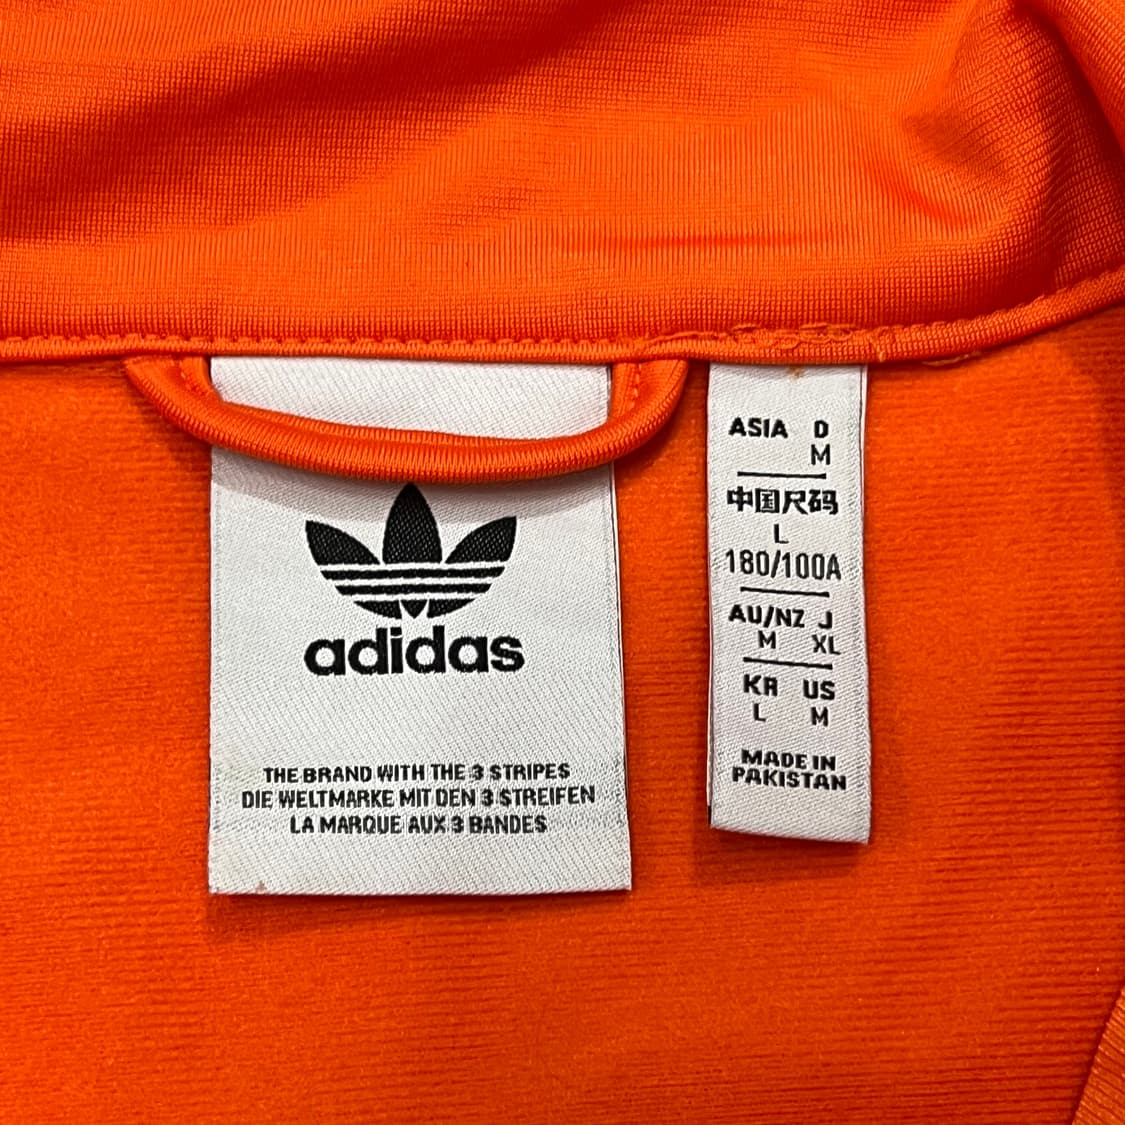 adidas
THE BRAND WITH THE 3 STRIPES
DIE WELTMARKE MIT DEN 3 STREIFEN
LA MARQUE AUX 3 BANDES
ASIA D
M
中国尺码
L
180/100A
AU/NZ J
M XL
KR US
L M
MADE IN
PAKISTAN